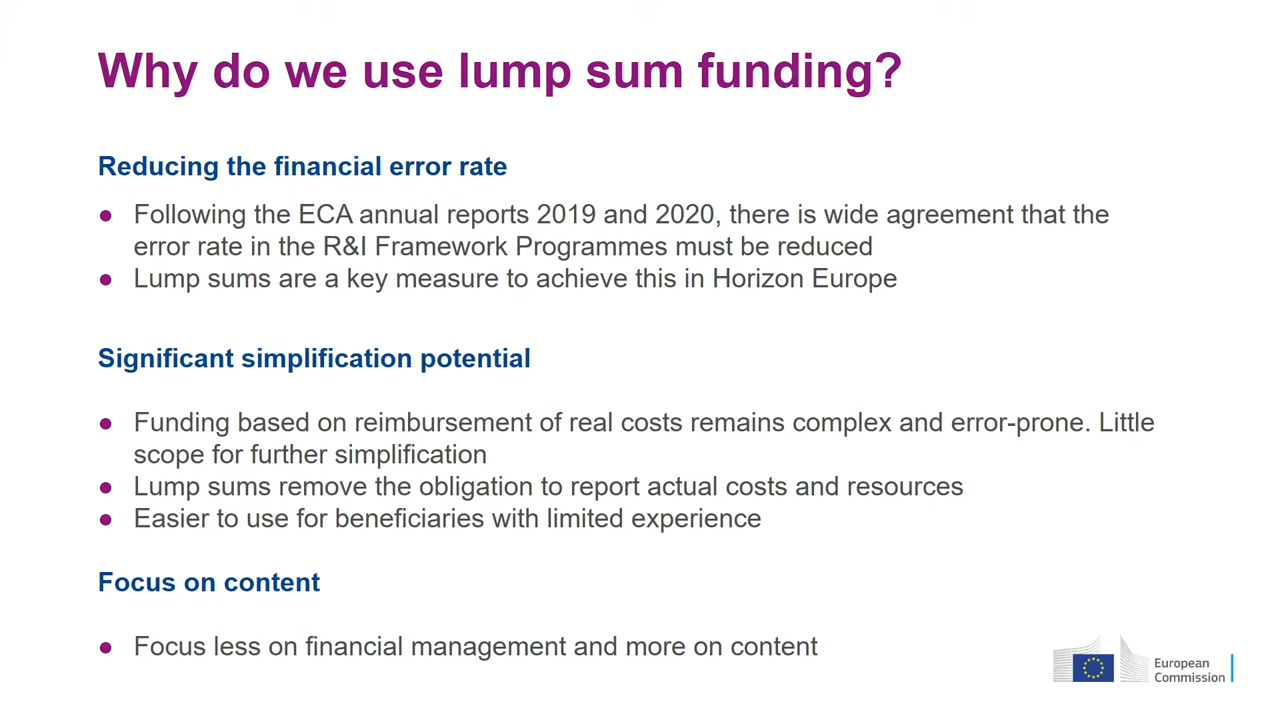 Why do we use lump sum funding?
Reducing the financial error rate
● Following the ECA annual reports 2019 and 2020, there is wide agreement that the
error rate in the R&I Framework Programmes must be reduced
● Lump sums are a key measure to achieve this in Horizon Europe
Significant simplification potential
● Funding based on reimbursement of real costs remains complex and error-prone. Little
scope for further simplification
● Lump sums remove the obligation to report actual costs and resources
● Easier to use for beneficiaries with limited experience
Focus on content
● Focus less on financial management and more on content
European
Commission